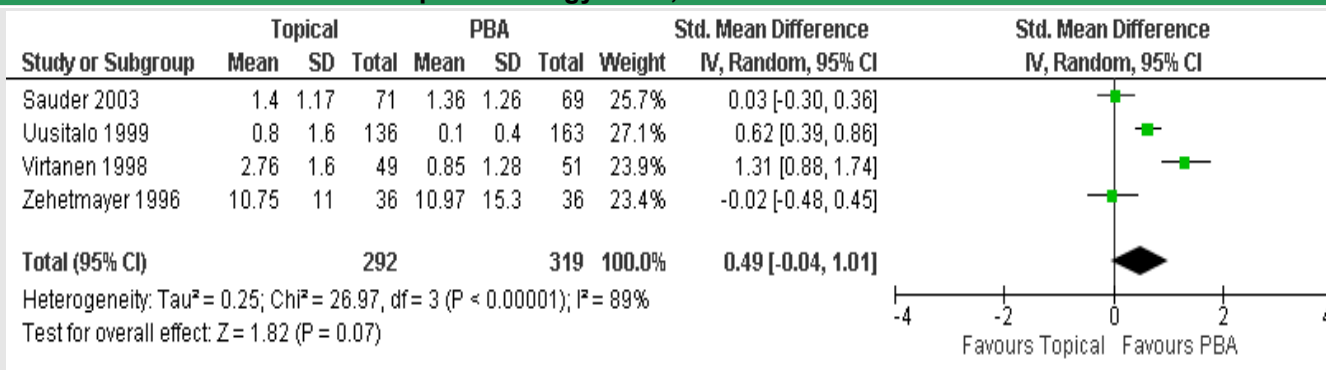 Topical PBA Std. Mean Difference Std. Mean Difference
Study or Subgroup Mean SD Total Mean SD Total Weight IV, Random, 95% CI IV, Random, 95% CI
Sauder 2003 1.4 1.17 71 1.36 1.26 69 25.7% 0.03 [-0.30, 0.36]
Uusitalo 1999 0.8 1.6 136 0.1 0.4 163 27.1% 0.62 [0.39, 0.86]
Virtanen 1998 2.76 1.6 49 0.85 1.28 51 23.9% 1.31 [0.88, 1.74]
Zehetmayer 1996 10.75 11 36 10.97 15.3 36 23.4% -0.02 [-0.48, 0.45]
Total (95% CI) 292 319 100.0% 0.49 [-0.04, 1.01]
Heterogeneity: Tau² = 0.25; Chi² = 26.97, df = 3 (P < 0.00001); I² = 89%
Test for overall effect: Z = 1.82 (P = 0.07)
-4 -2 0 2 4
Favours Topical Favours PBA